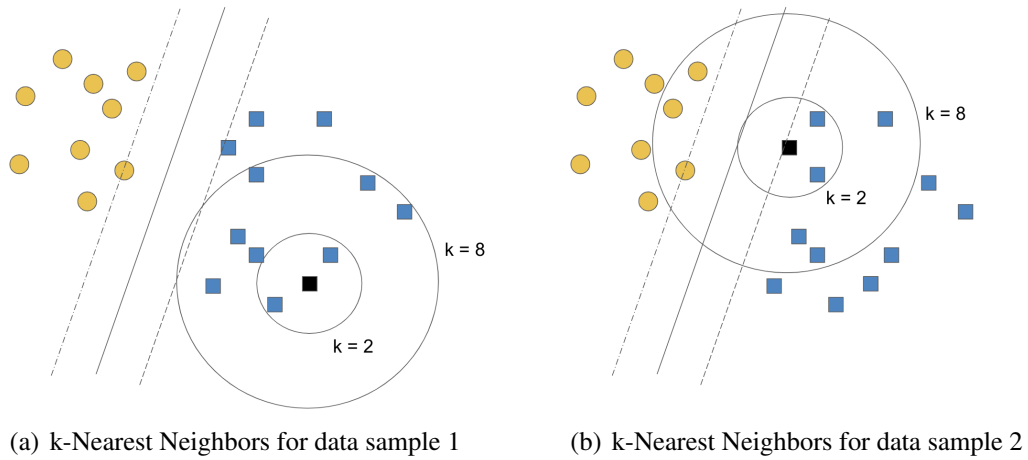 k = 8
k = 2
k = 8
k = 2
(a) k-Nearest Neighbors for data sample 1
(b) k-Nearest Neighbors for data sample 2